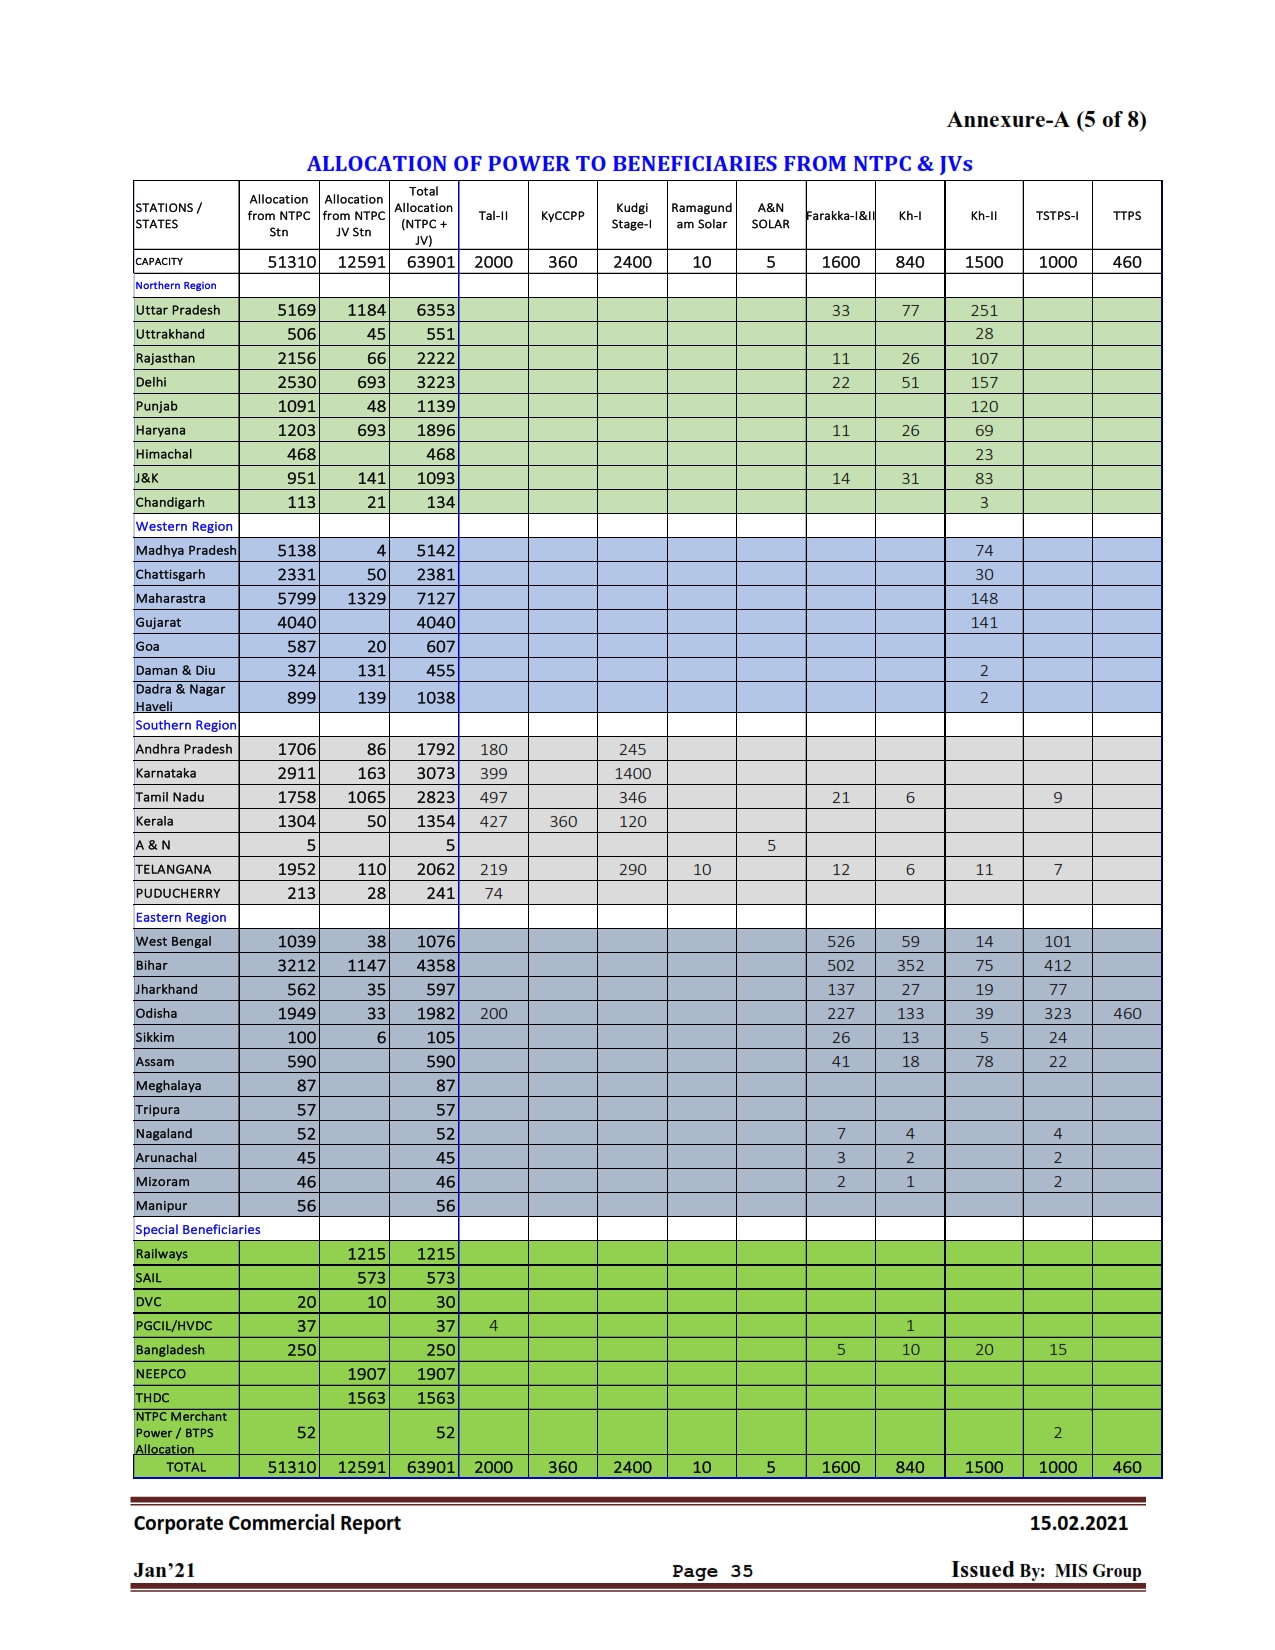 Annexure-A (5 of 8)
ALLOCATION OF POWER TO BENEFICIARIES FROM NTPC & JVs
STATIONS / STATES Allocation from NTPC Stn Allocation from NTPC JV Stn Total Allocation (NTPC + JV) Tal-II KyCCPP Kudgi Stage-I Ramagund am Solar A&N SOLAR Farakka-I&II Kh-I Kh-II TSTPS-I TTPS
CAPACITY 51310 12591 63901 2000 360 2400 10 5 1600 840 1500 1000 460
Northern Region
Uttar Pradesh 5169 1184 6353 33 77 251
Uttrakhand 506 45 551 28
Rajasthan 2156 66 2222 11 26 107
Delhi 2530 693 3223 22 51 157
Punjab 1091 48 1139 120
Haryana 1203 693 1896 11 26 69
Himachal 468 468 23
J&K 951 141 1093 14 31 83
Chandigarh 113 21 134 3
Western Region
Madhya Pradesh 5138 4 5142 74
Chattisgarh 2331 50 2381 30
Maharastra 5799 1329 7127 148
Gujarat 4040 4040 141
Goa 587 20 607
Daman & Diu 324 131 455 2
Dadra & Nagar Haveli 899 139 1038 2
Southern Region
Andhra Pradesh 1706 86 1792 180 245
Karnataka 2911 163 3073 399 1400
Tamil Nadu 1758 1065 2823 497 346 21 6 9
Kerala 1304 50 1354 427 360 120
A & N 5 5 5
TELANGANA 1952 110 2062 219 290 10 12 6 11 7
PUDUCHERRY 213 28 241 74
Eastern Region
West Bengal 1039 38 1076 526 59 14 101
Bihar 3212 1147 4358 502 352 75 412
Jharkhand 562 35 597 137 27 19 77
Odisha 1949 33 1982 200 227 133 39 323 460
Sikkim 100 6 105 26 13 5 24
Assam 590 590 41 18 78 22
Meghalaya 87 87
Tripura 57 57
Nagaland 52 52 7 4 4
Arunachal 45 45 3 2 2
Mizoram 46 46 2 1 2
Manipur 56 56
Special Beneficiaries
Railways 1215 1215
SAIL 573 573
DVC 20 10 30
PGCIL/HVDC 37 37 4 1
Bangladesh 250 250 5 10 20 15
NEEPCO 1907 1907
THDC 1563 1563
NTPC Merchant Power / BTPS Allocation 52 52 2
TOTAL 51310 12591 63901 2000 360 2400 10 5 1600 840 1500 1000 460
Corporate Commercial Report 15.02.2021
Jan’21 Page 35 Issued By: MIS Group